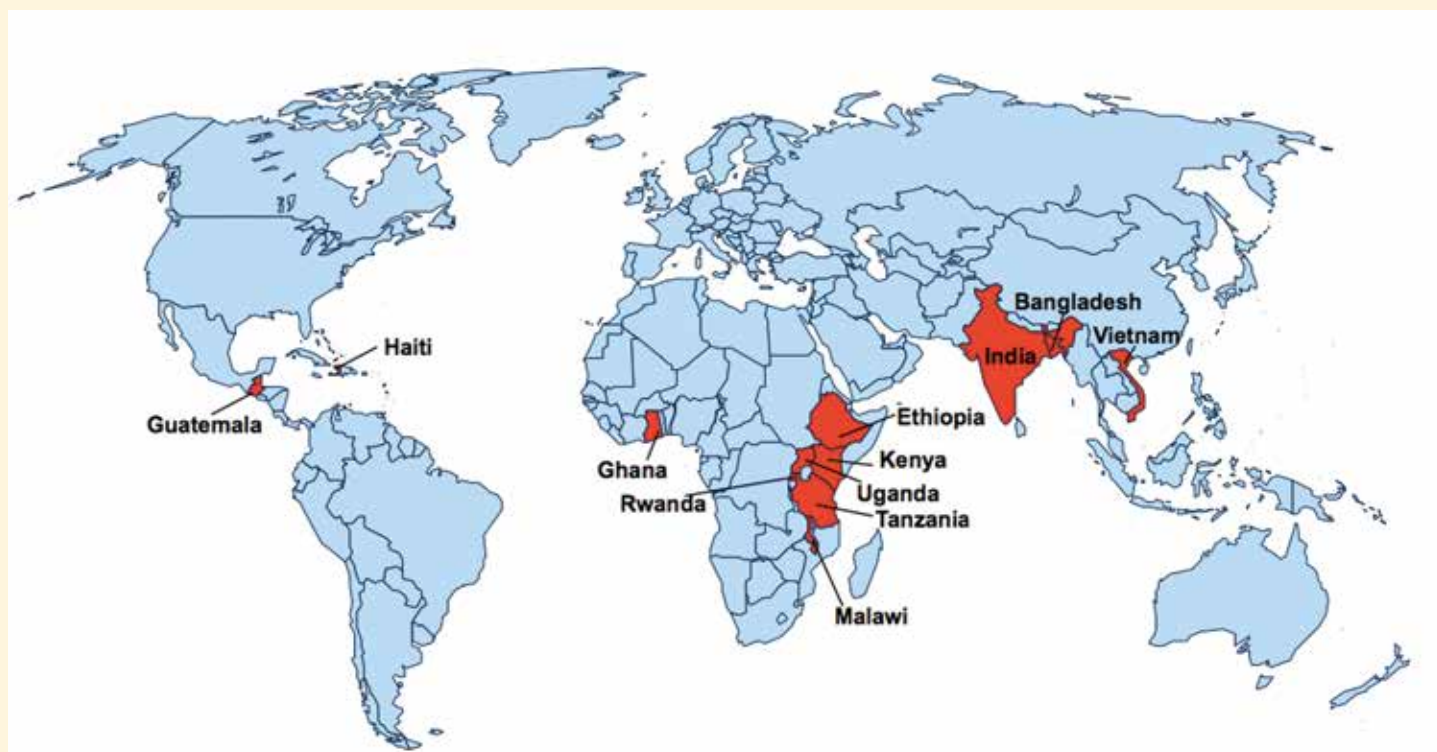 Haiti
Guatemala
Bangladesh
Vietnam
India
Ethiopia
Ghana
Kenya
Rwanda
Uganda
Tanzania
Malawi